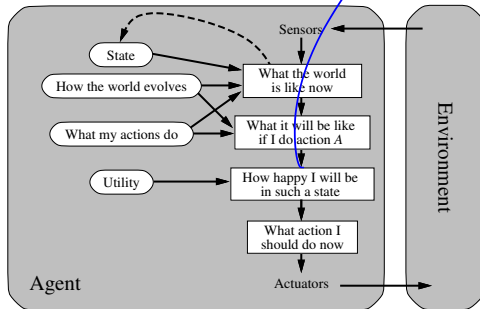 Sensors
State
What the world
is like now
How the world evolves
What it will be like
if I do action A
What my actions do
Utility
How happy I will be
in such a state
What action I
should do now
Agent
Actuators
Environment